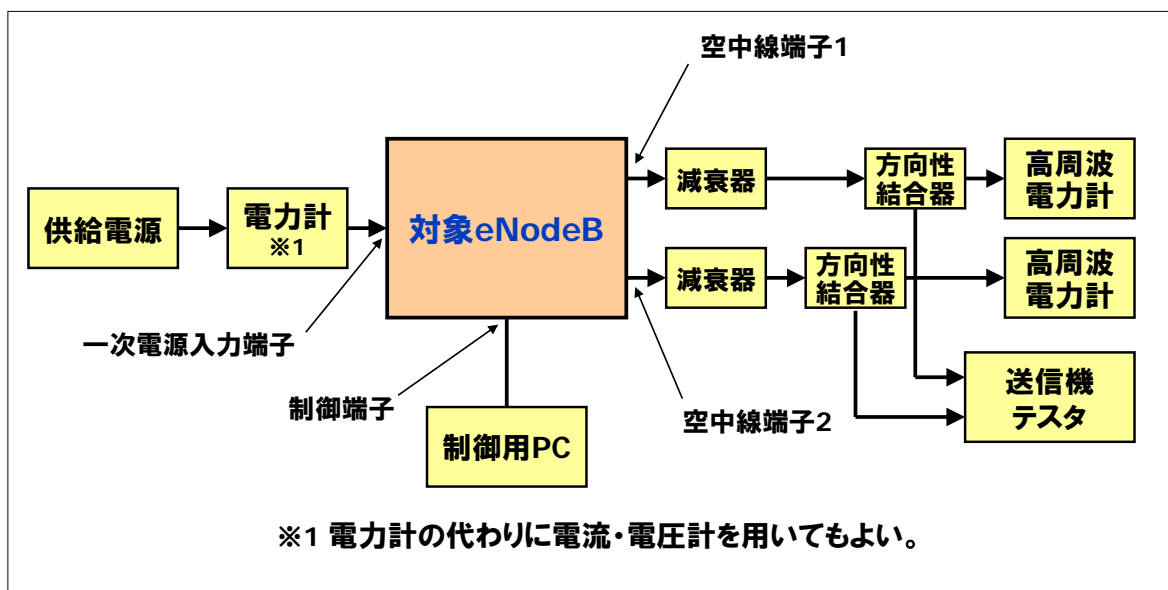 空中線端子1
供給電源
電力計
※1
対象eNodeB
減衰器
方向性
結合器
高周波
電力計
減衰器
方向性
結合器
高周波
電力計
一次電源入力端子
制御端子
制御用PC
空中線端子2
送信機
テスタ
※1 電力計の代わりに電流・電圧計を用いてもよい。